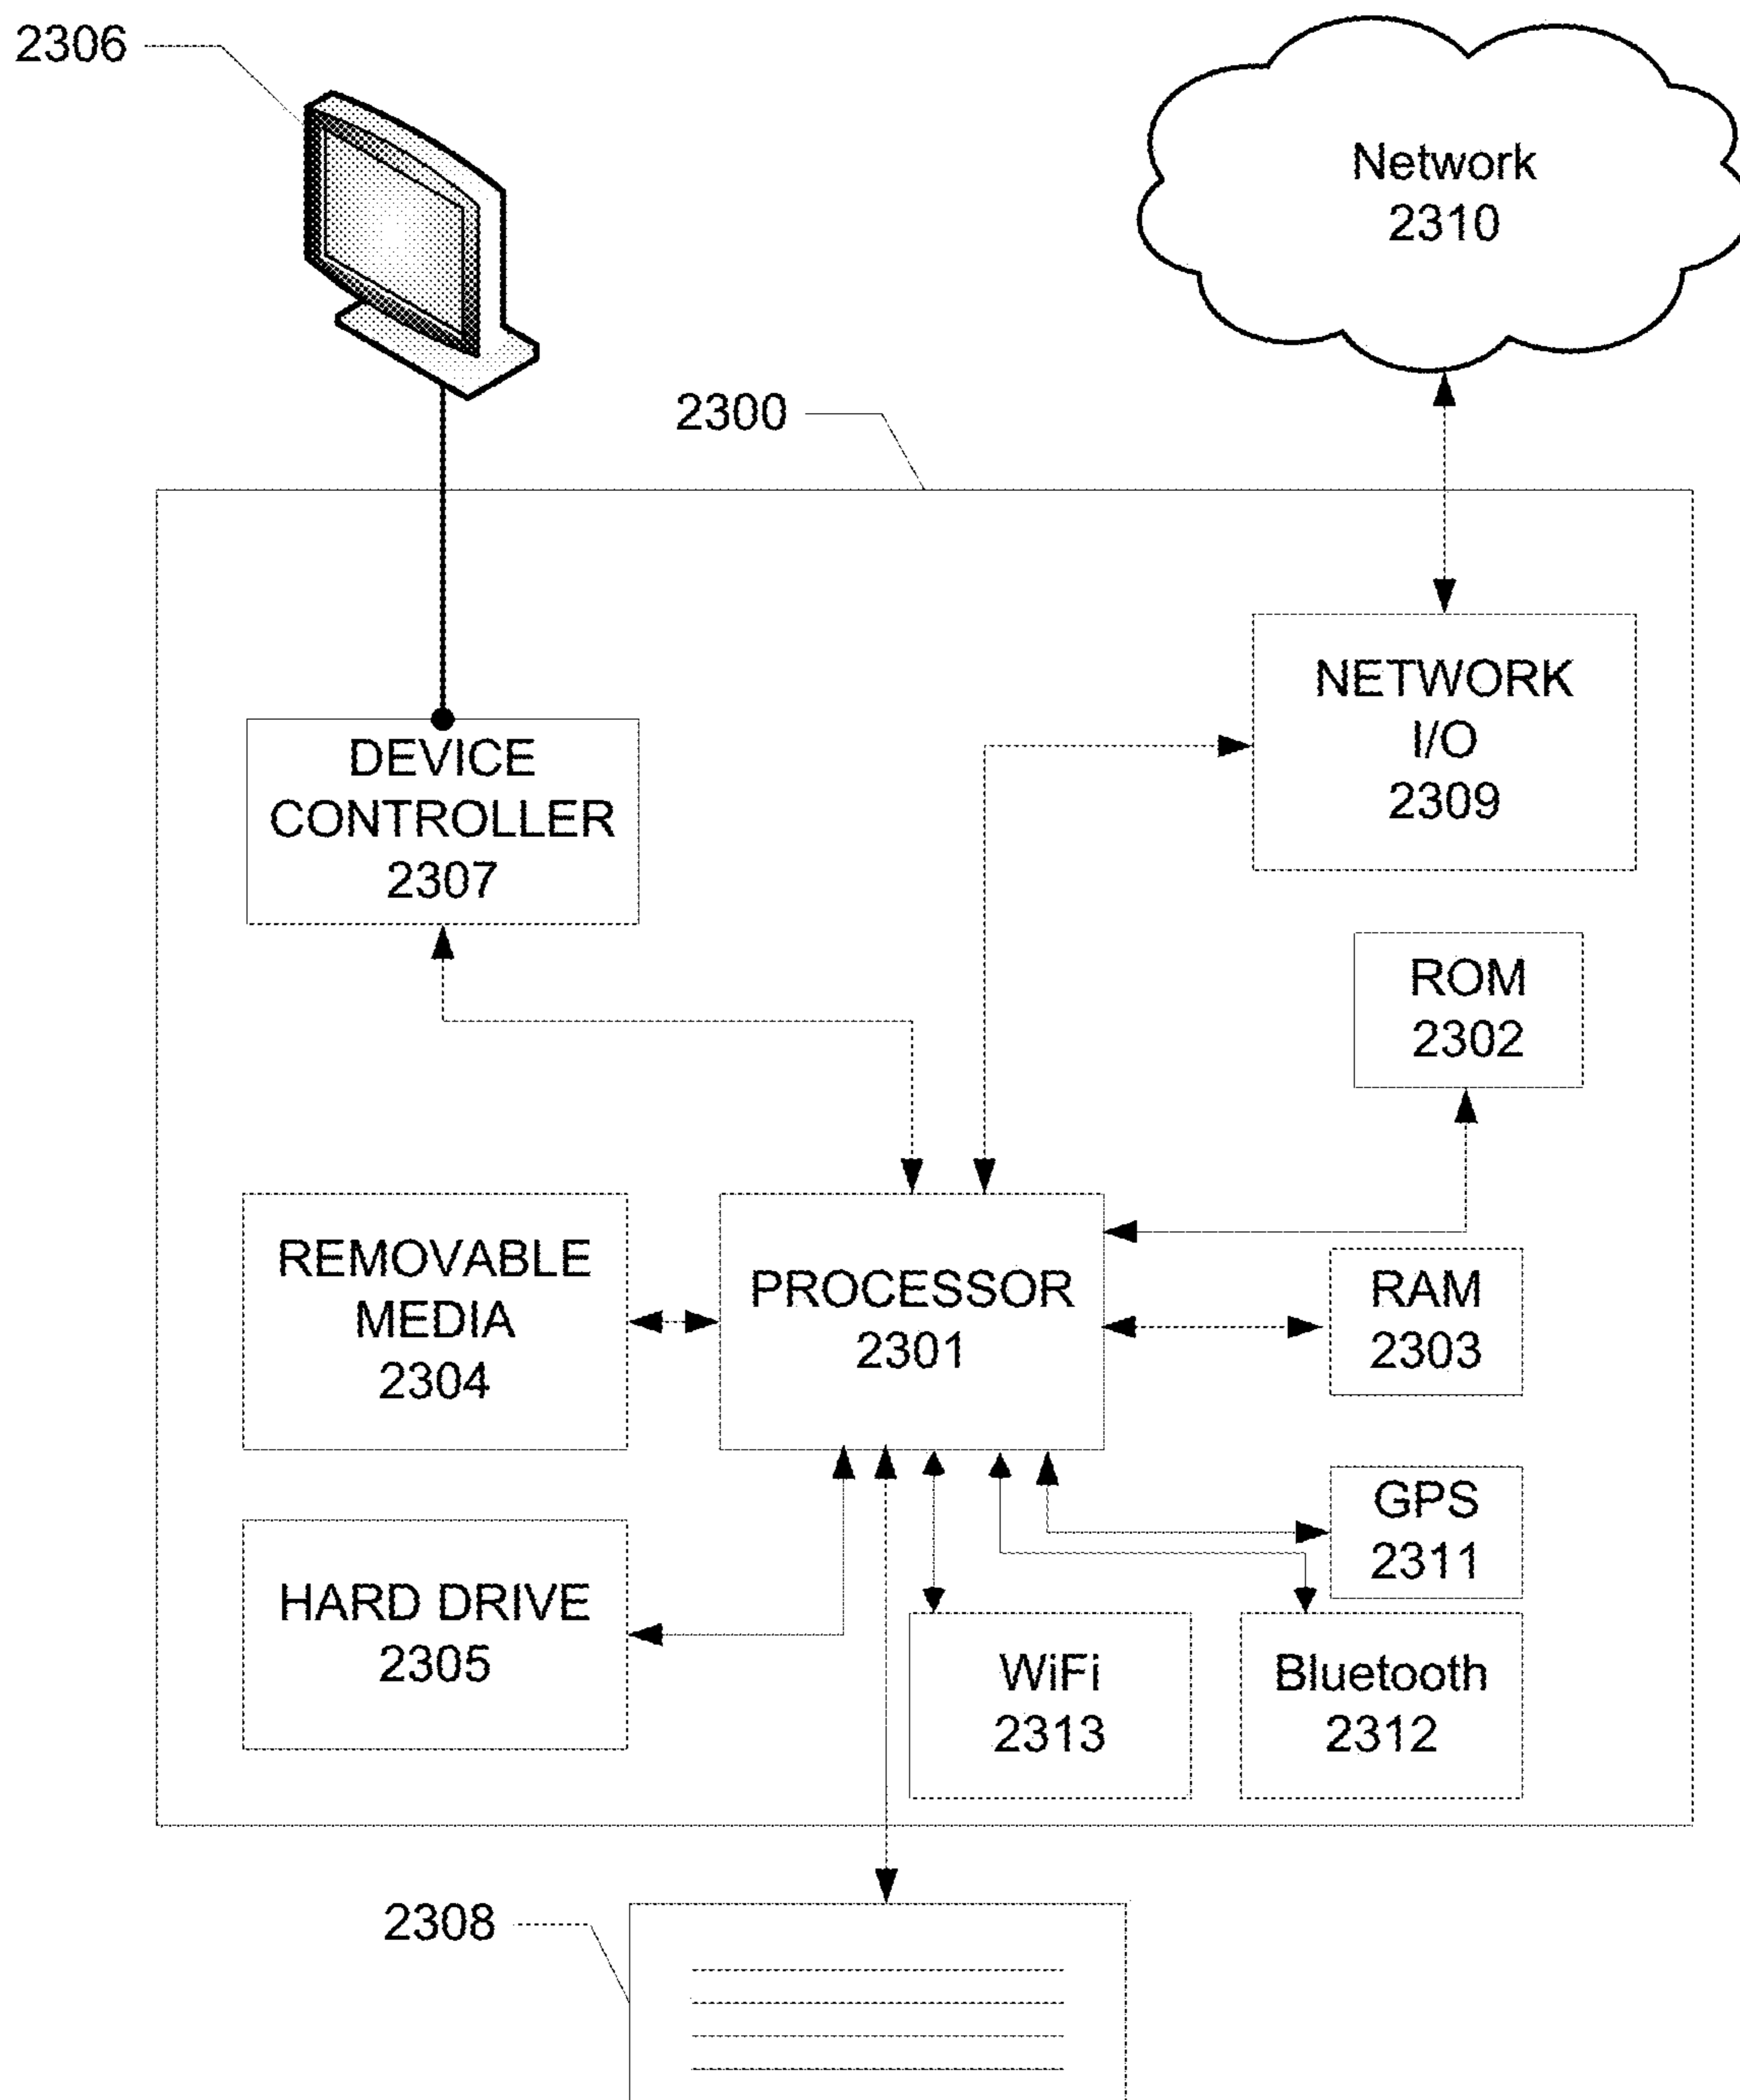 2306
Network
2310
2300
NETWORK
I/O
2309
DEVICE
CONTROLLER
2307
ROM
2302
REMOVABLE
MEDIA
2304
PROCESSOR
2301
RAM
2303
GPS
2311
HARD DRIVE
2305
WiFi
2313
Bluetooth
2312
2308